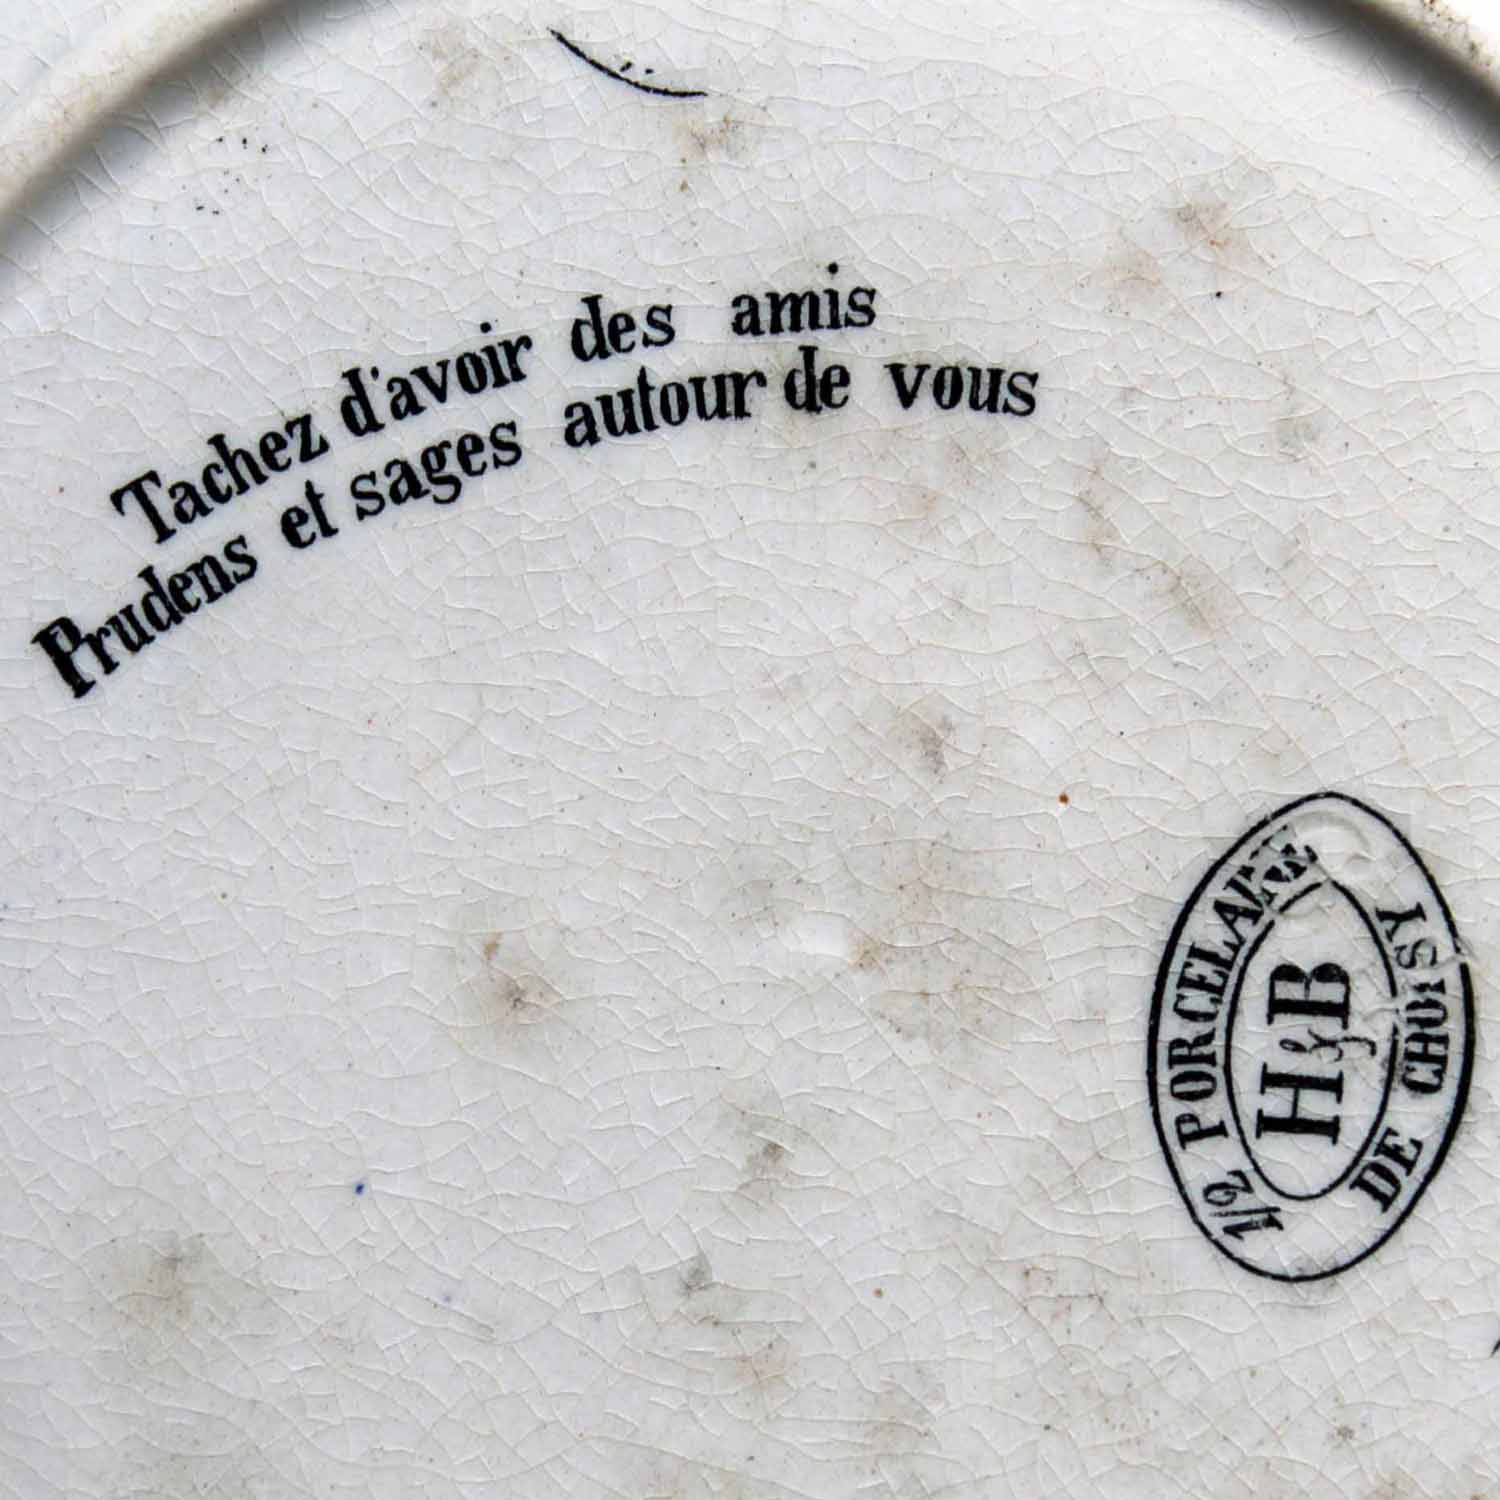 Tachez d'avoir des amis
Prudens et sages autour de vous
1/2 PORCELAINE
H&B
DE CHOISY